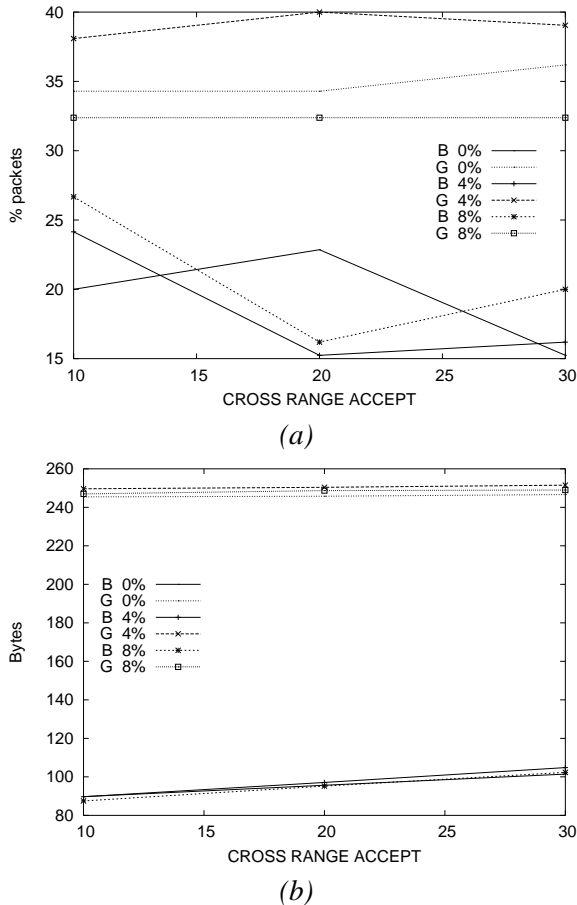 40
35
30
25
20
15
% packets
B 0%
G 0%
B 4%
G 4%
B 8%
G 8%
10 15 20 25 30
CROSS RANGE ACCEPT
(a)
260
240
220
200
180
160
140
120
100
80
Bytes
B 0%
G 0%
B 4%
G 4%
B 8%
G 8%
10 15 20 25 30
CROSS RANGE ACCEPT
(b)